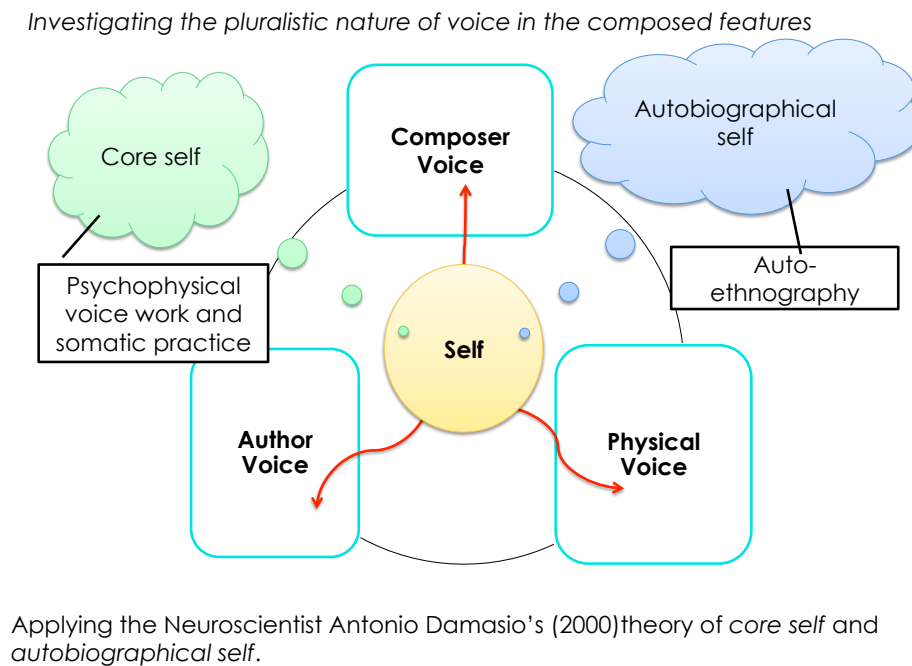 Investigating the pluralistic nature of voice in the composed features
Core self
Composer
Voice
Autobiographical
self
Psychophysical
voice work and
somatic practice
Auto-
ethnography
Self
Author
Voice
Physical
Voice
Applying the Neuroscientist Antonio Damasio’s (2000)theory of core self and
autobiographical self.